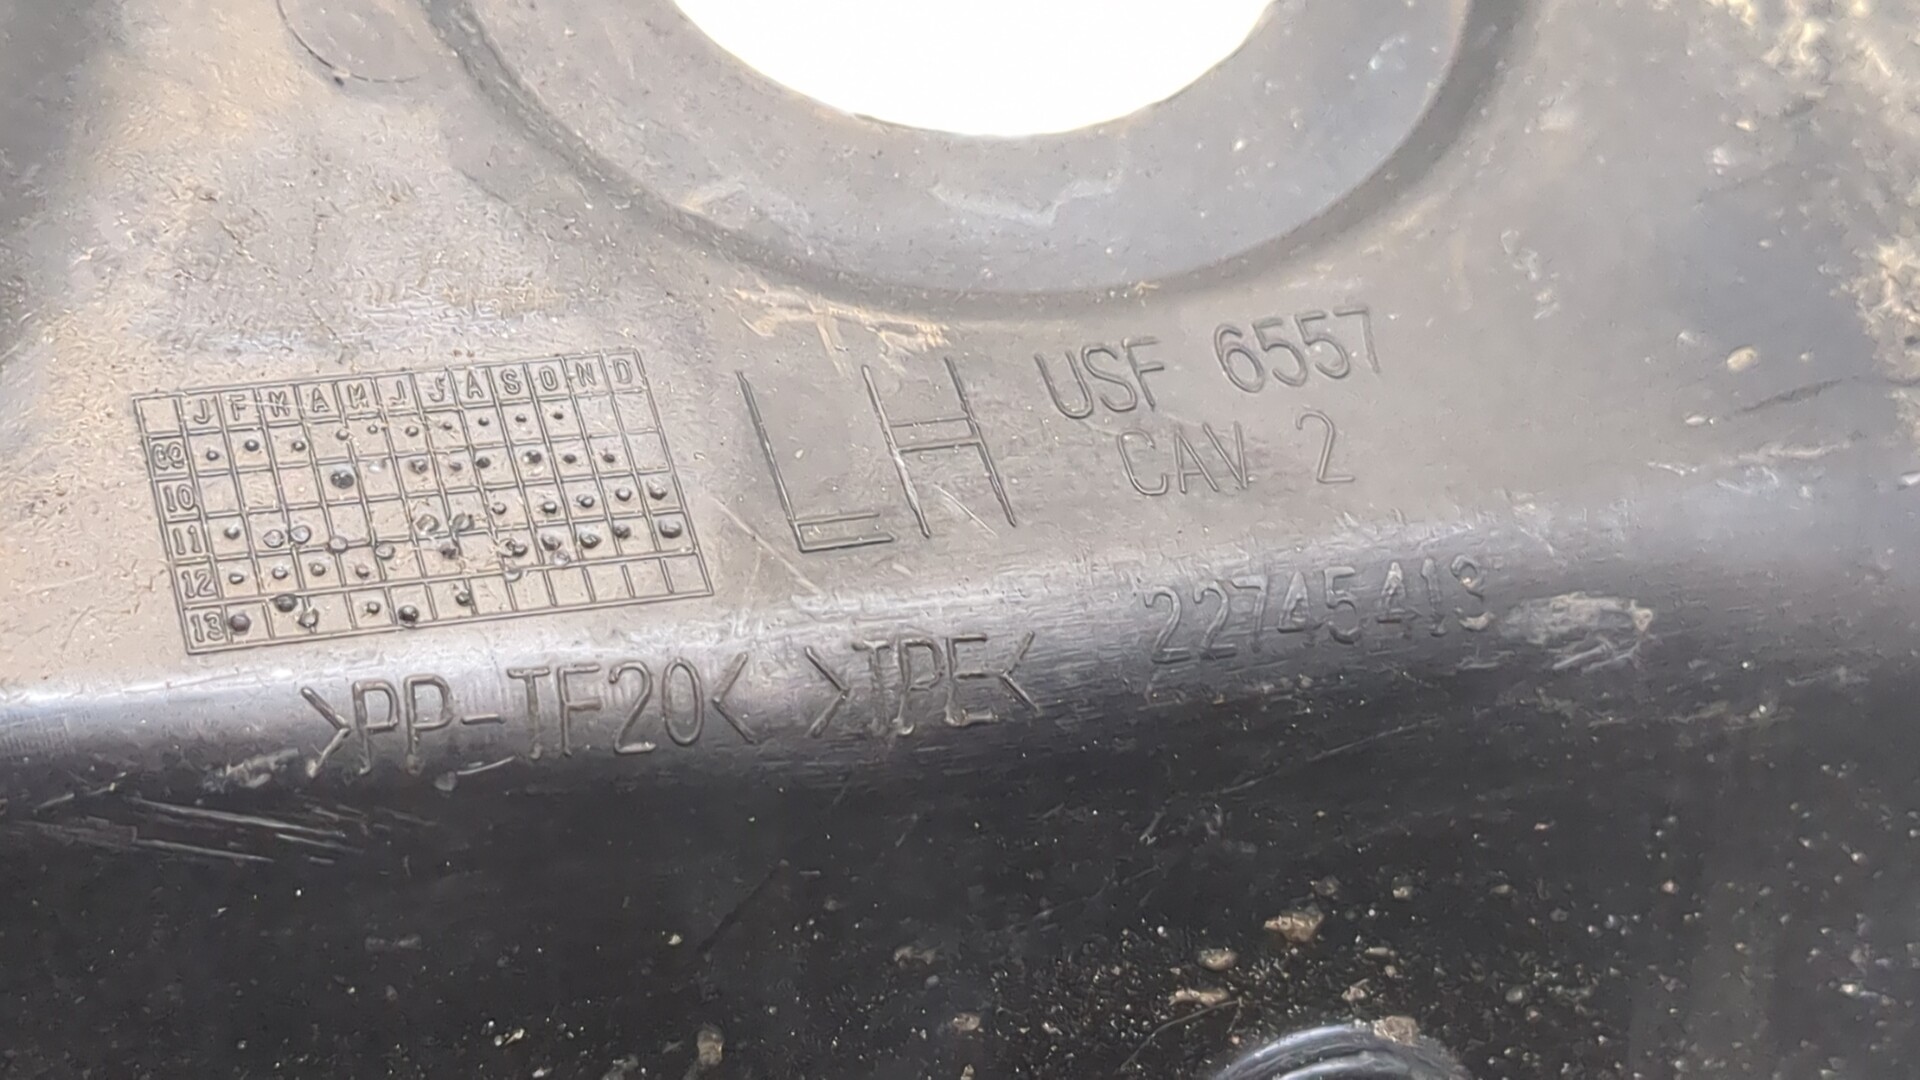 J F M A M J J A S O N D
09
10
11
12
13
LH
USF 6557
CAV 2
22745413
>PP-TF20< >TPE<